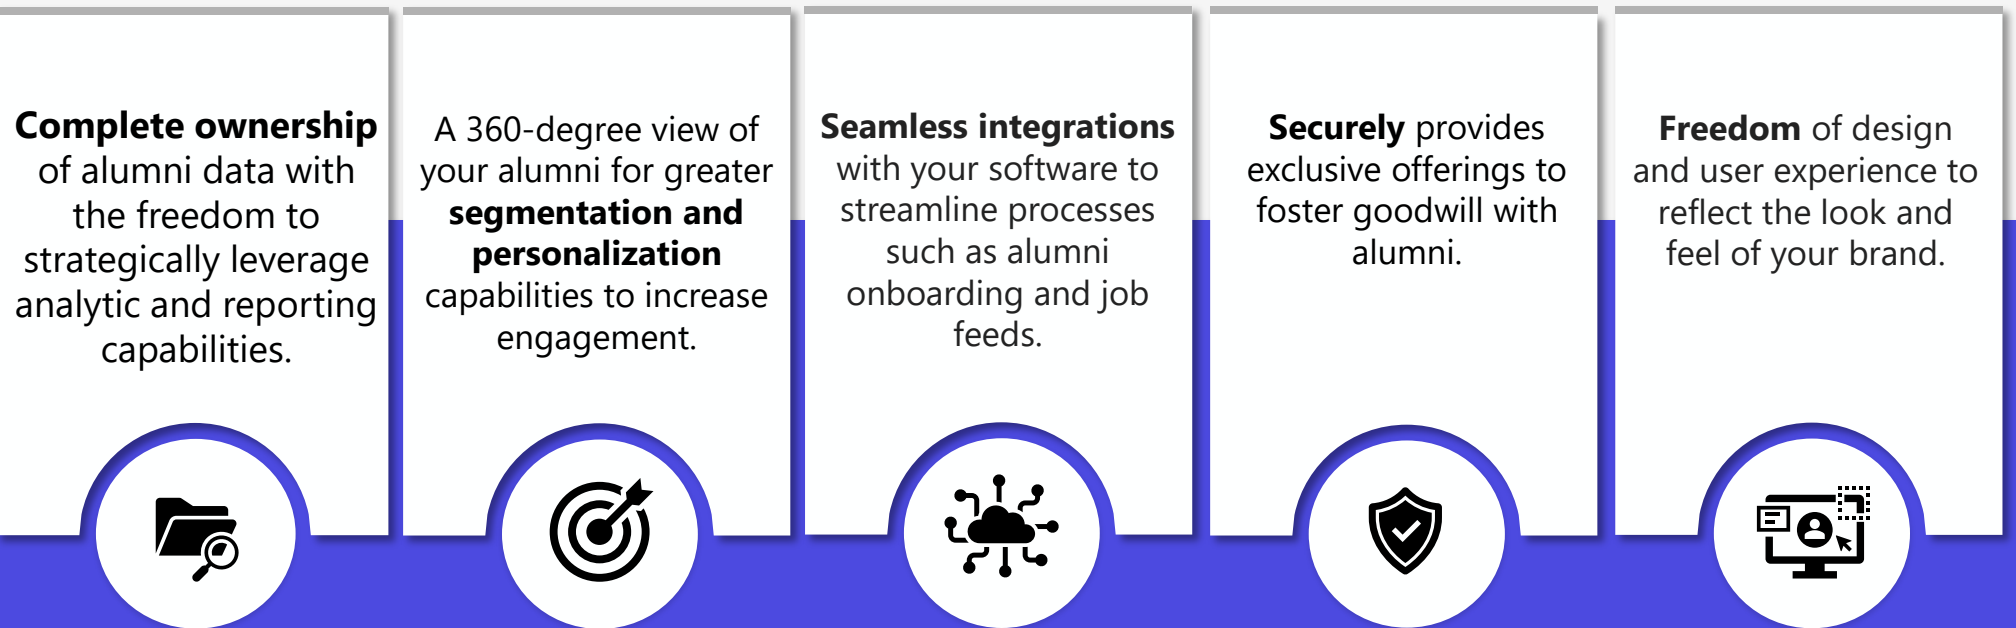 Complete ownership
of alumni data with
the freedom to
strategically leverage
analytic and reporting
capabilities.
A 360-degree view of
your alumni for greater
segmentation and
personalization
capabilities to increase
engagement.
Seamless integrations
with your software to
streamline processes
such as alumni
onboarding and job
feeds.
Securely provides
exclusive offerings to
foster goodwill with
alumni.
Freedom of design
and user experience to
reflect the look and
feel of your brand.